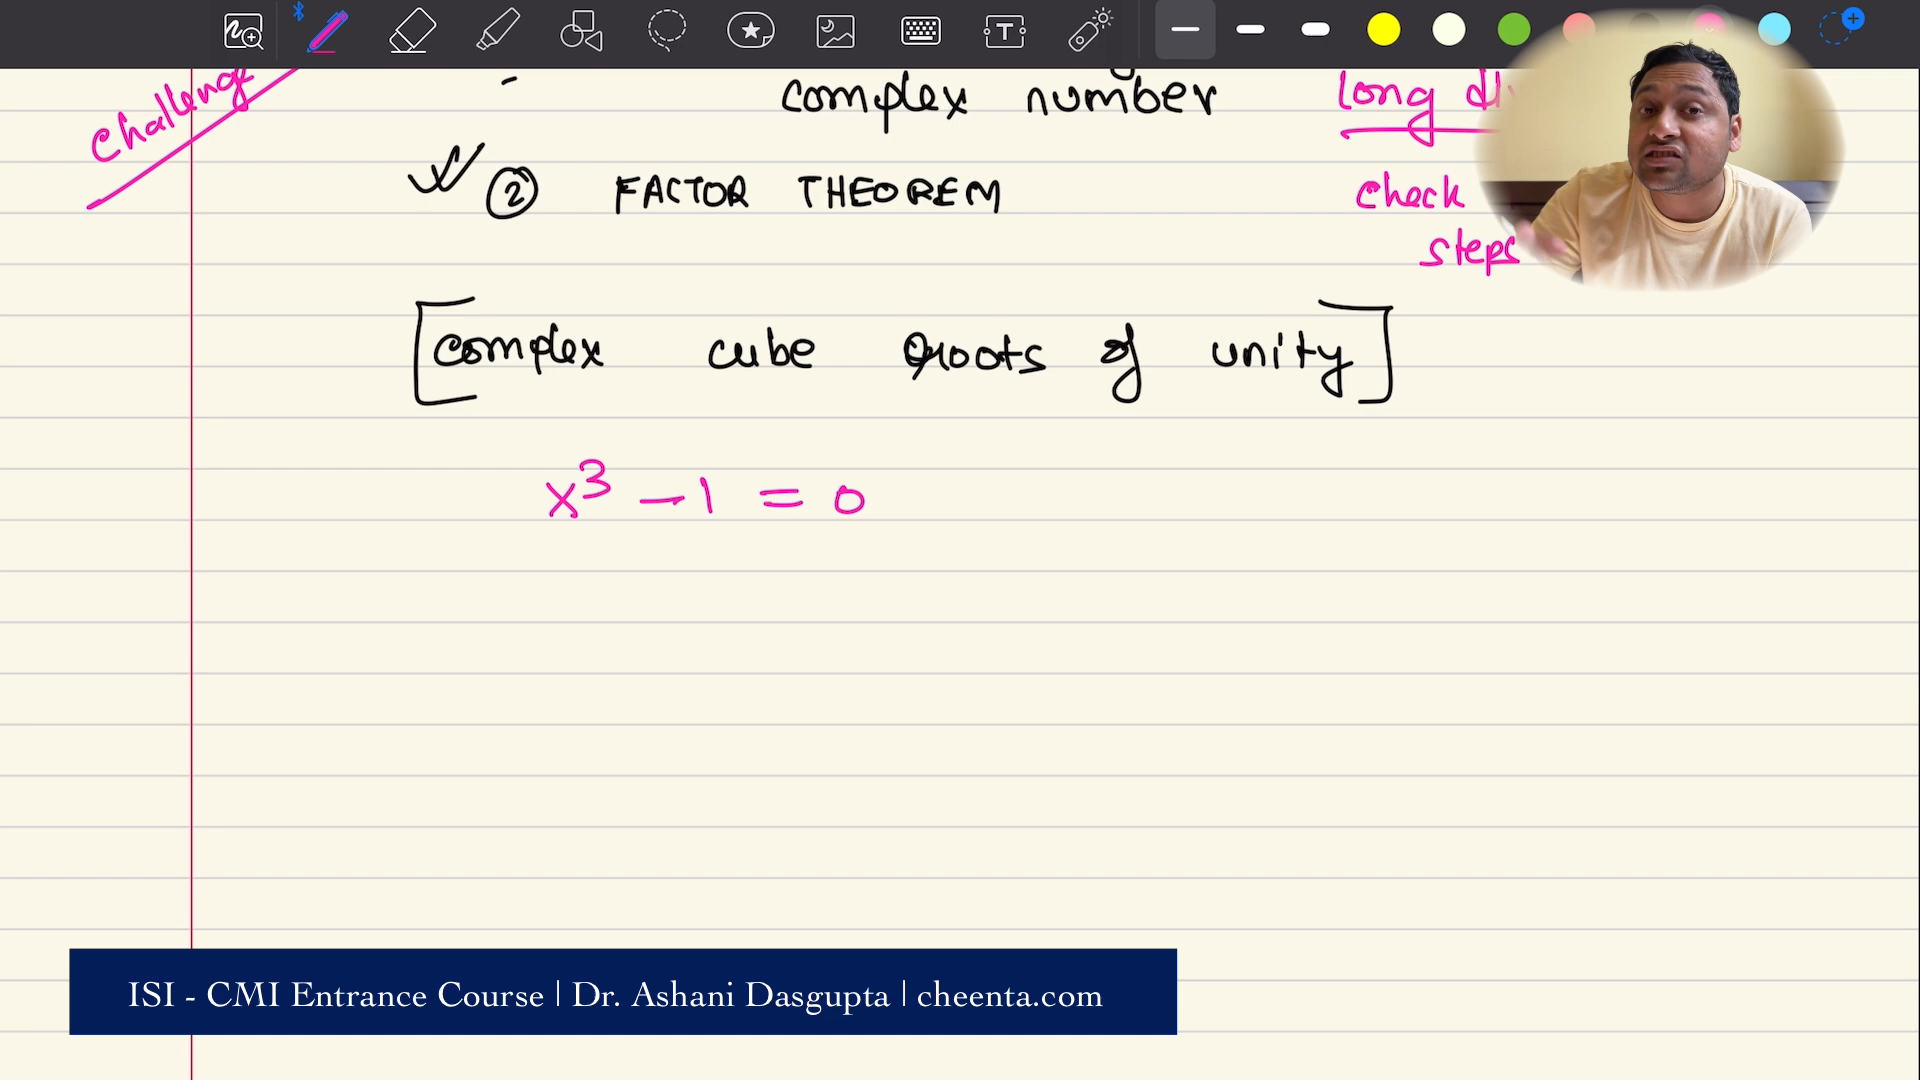 challenge
complex number long
② FACTOR THEOREM check
steps
[complex cube roots of unity]
x³ - 1 = 0
ISI - CMI Entrance Course | Dr. Ashani Dasgupta | cheenta.com